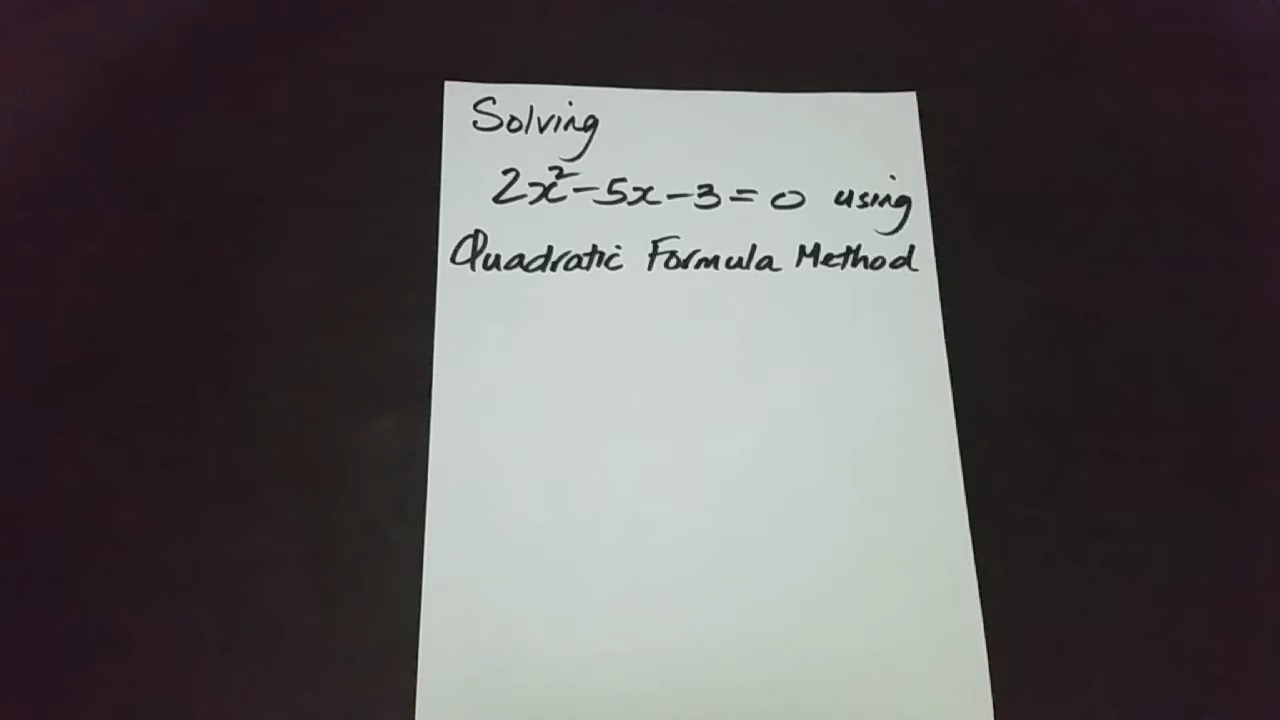 Solving
2x²-5x-3=0 using
Quadratic Formula Method